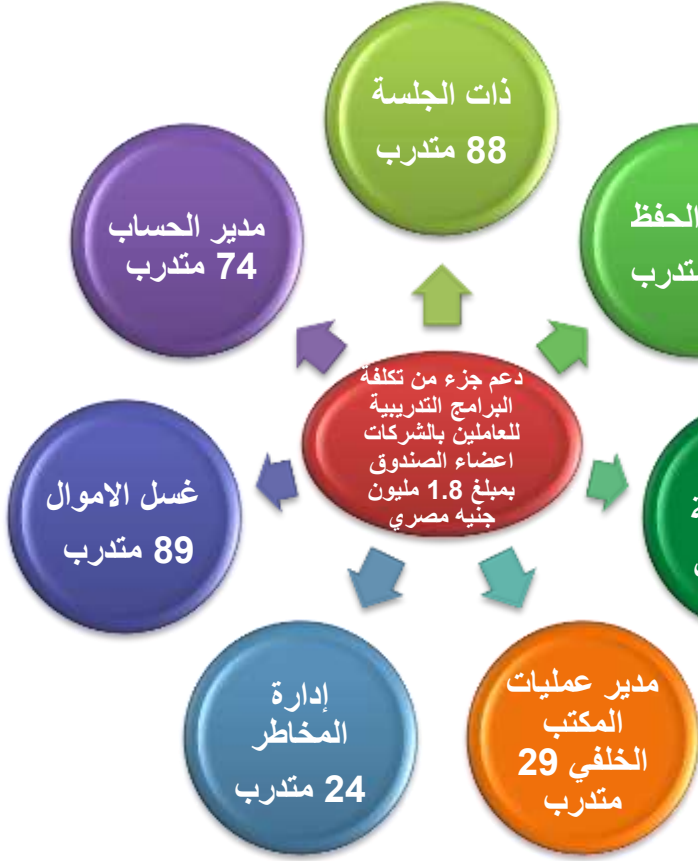 ذات الجلسة
88 متدرب
الحفظ
متدرب
مدير الحساب
74 متدرب
دعم جزء من تكلفة
البرامج التدريبية
للعاملين بالشركات
اعضاء الصندوق
بمبلغ 1.8 مليون
جنيه مصري
غسل الاموال
89 متدرب
مدير عمليات
المكتب
الخلفي 29
متدرب
إدارة
المخاطر
24 متدرب